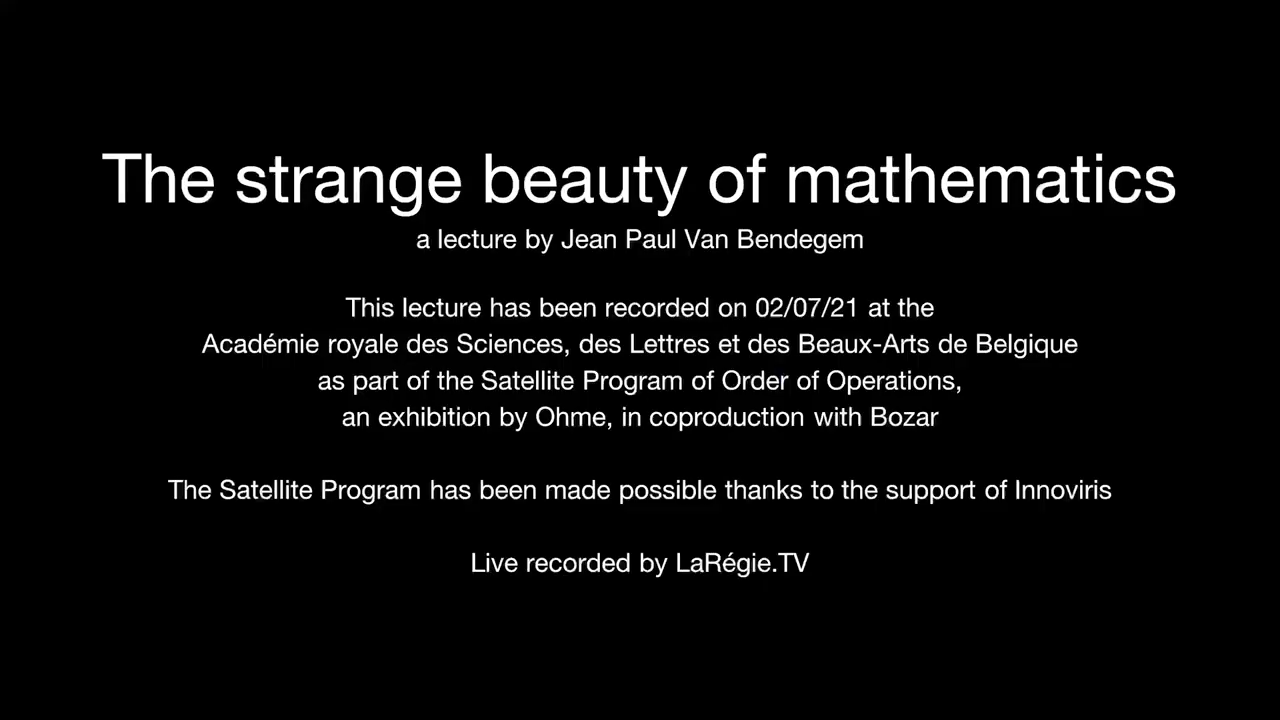 The strange beauty of mathematics
a lecture by Jean Paul Van Bendegem
This lecture has been recorded on 02/07/21 at the
Académie royale des Sciences, des Lettres et des Beaux-Arts de Belgique
as part of the Satellite Program of Order of Operations,
an exhibition by Ohme, in coproduction with Bozar
The Satellite Program has been made possible thanks to the support of Innoviris
Live recorded by LaRégie.TV